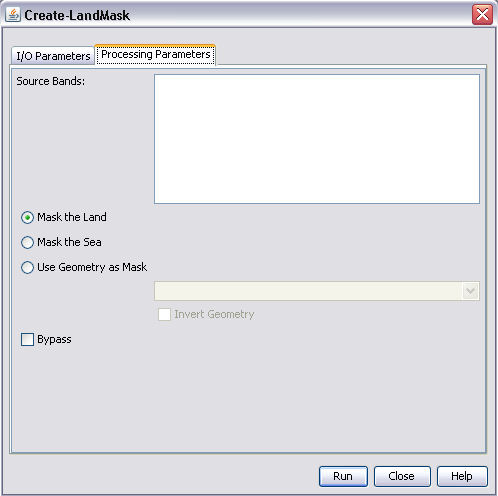 Create-LandMask
I/O Parameters Processing Parameters
Source Bands:
Mask the Land
Mask the Sea
Use Geometry as Mask
Invert Geometry
Bypass
Run Close Help